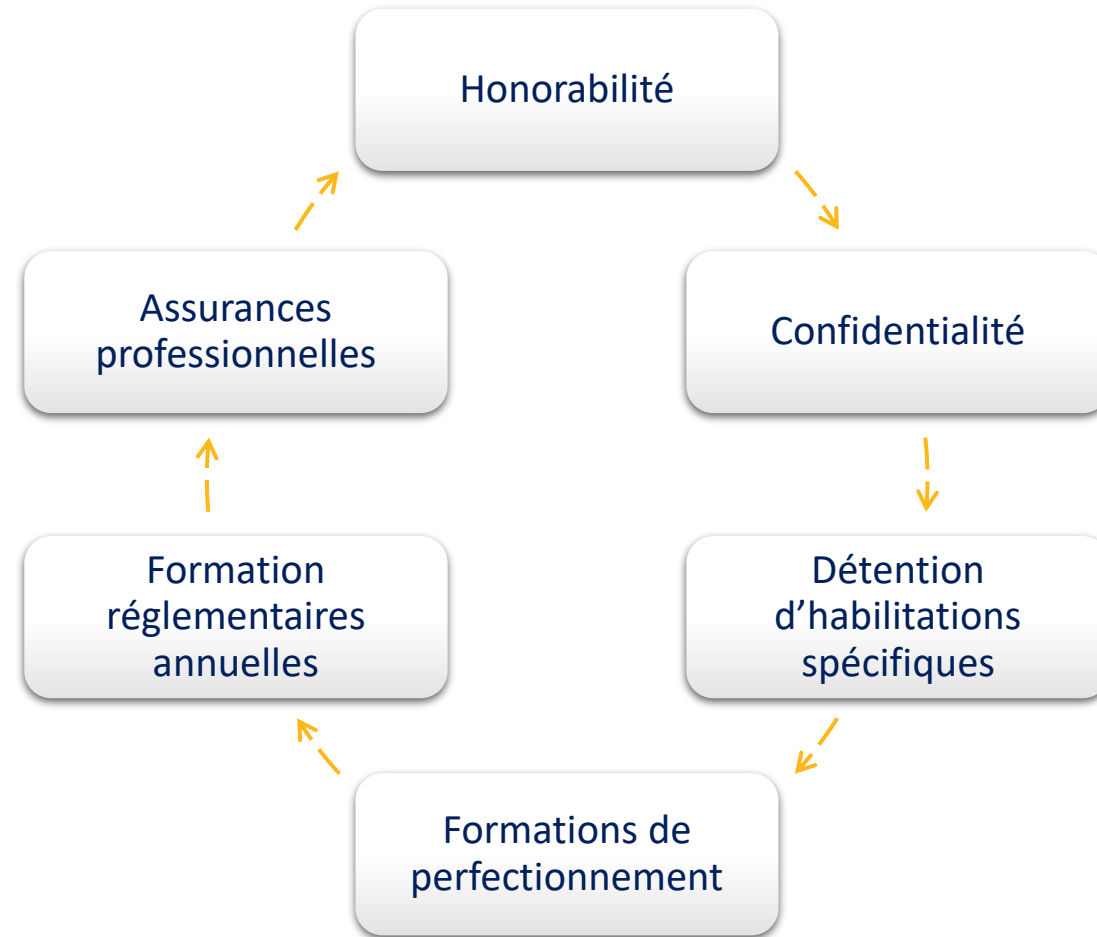 Honorabilité
Confidentialité
Détention
d’habilitations
spécifiques
Formations de
perfectionnement
Formation
réglementaires
annuelles
Assurances
professionnelles